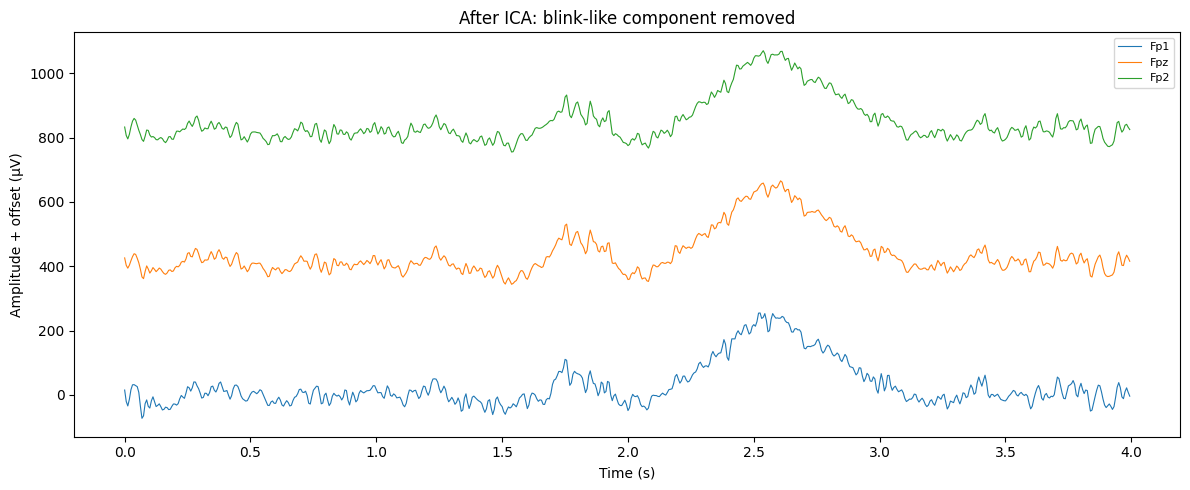 After ICA: blink-like component removed
Fp1
Fpz
Fp2
Amplitude + offset (µV)
1000
800
600
400
200
0
0.0 0.5 1.0 1.5 2.0 2.5 3.0 3.5 4.0
Time (s)